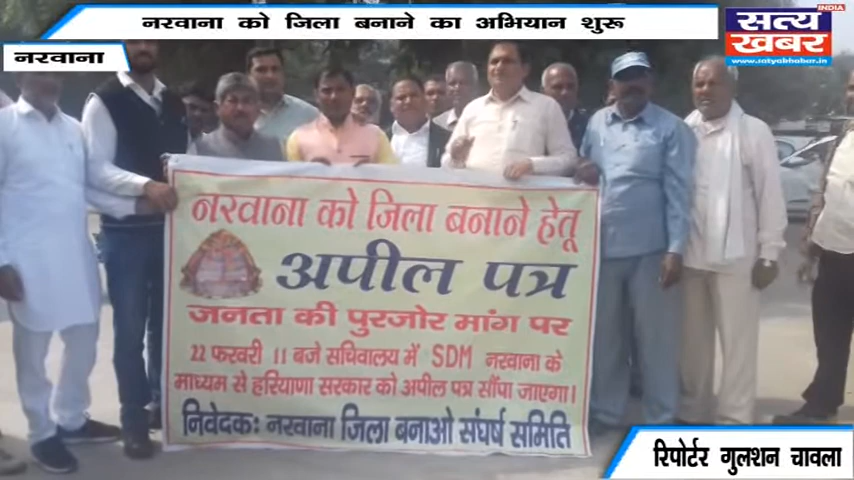 नरवाना को जिला बनाने का अभियान शुरू
INDIA
सत्य
खबर
www.satyakhabar.in
नरवाना
नरवाना को जिला बनाने हेतू
अपील पत्र
जनता की पुरजोर मांग पर
22 फरवरी 11 बजे सचिवालय में SDM नरवाना के
माध्यम से हरियाणा सरकार को अपील पत्र सौंपा जाएगा।
निवेदकः नरवाना जिला बनाओ संघर्ष समिति
रिपोर्टर गुलशन चावला